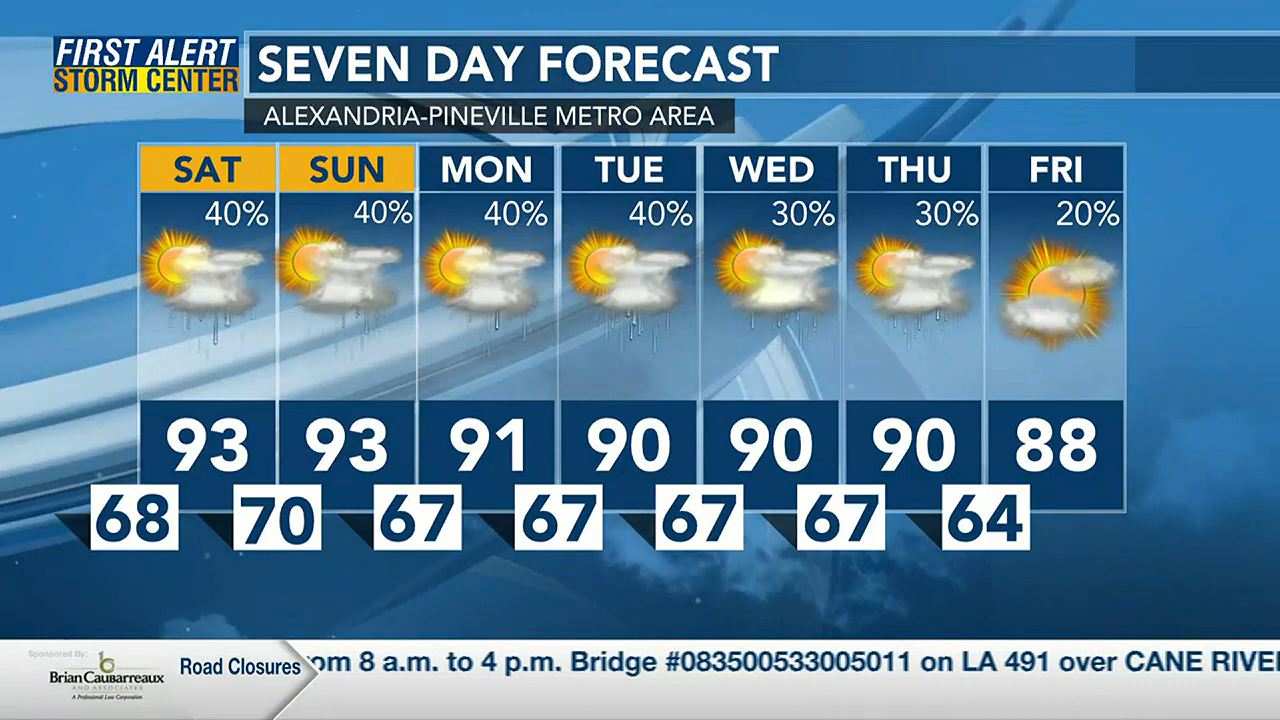 FIRST ALERT
STORM CENTER
SEVEN DAY FORECAST
ALEXANDRIA-PINEVILLE METRO AREA
SAT SUN MON TUE WED THU FRI
40% 40% 40% 40% 30% 30% 20%
93 93 91 90 90 90 88
68 70 67 67 67 67 64
Sponsored By:
Brian Caubarreaux
AND ASSOCIATES
A Professional Law Corporation
Road Closures
om 8 a.m. to 4 p.m. Bridge #083500533005011 on LA 491 over CANE RIVE